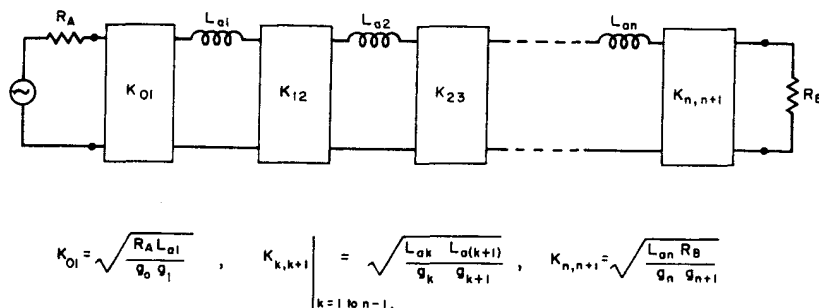 R_A L_a1 L_a2 L_an
K_01 K_12 K_23 K_n,n+1 R_B
K_01 = √(R_A L_a1 / g_0 g_1) , K_k,k+1 |_k=1 to n-1. = √(L_ak L_a(k+1) / g_k g_k+1) , K_n,n+1 = √(L_an R_B / g_n g_n+1)